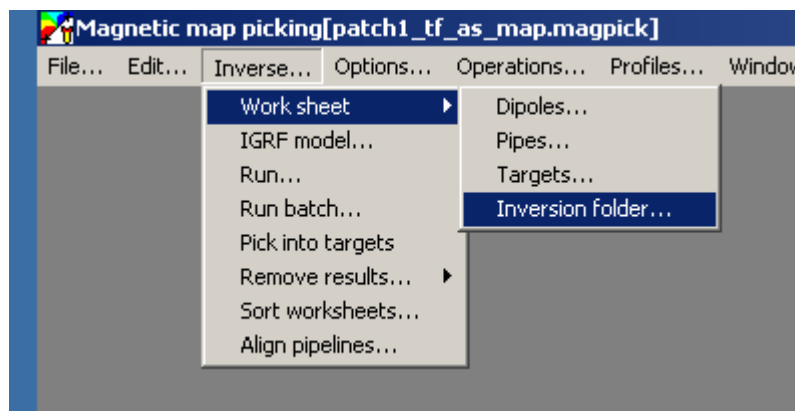 Magnetic map picking[patch1_tf_as_map.magpick]
File... Edit... Inverse... Options... Operations... Profiles... Window
Work sheet
IGRF model...
Run...
Run batch...
Pick into targets
Remove results...
Sort worksheets...
Align pipelines...
Dipoles...
Pipes...
Targets...
Inversion folder...